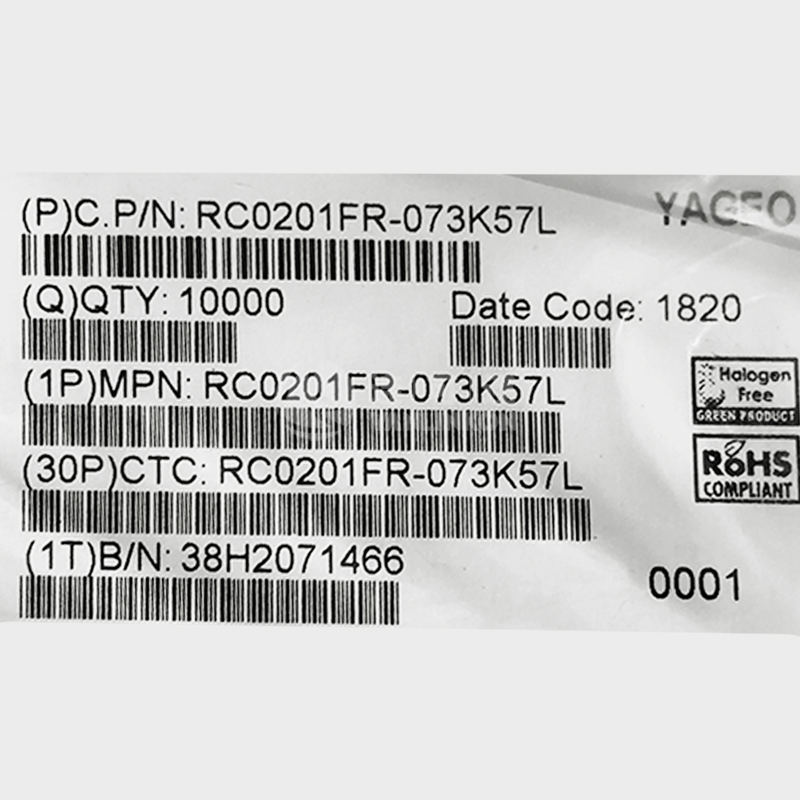 (P)C.P/N: RC0201FR-073K57L
YAGEO
(Q)QTY: 10000
Date Code: 1820
(1P)MPN: RC0201FR-073K57L
Halogen
Free
GREEN PRODUCT
(30P)CTC: RC0201FR-073K57L
RoHS
COMPLIANT
(1T)B/N: 38H2071466
0001